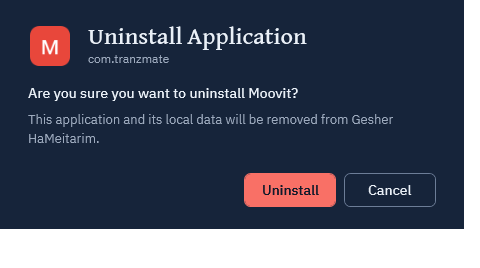 M
Uninstall Application
com.tranzmate
Are you sure you want to uninstall Moovit?
This application and its local data will be removed from Gesher
HaMeitarim.
Uninstall
Cancel